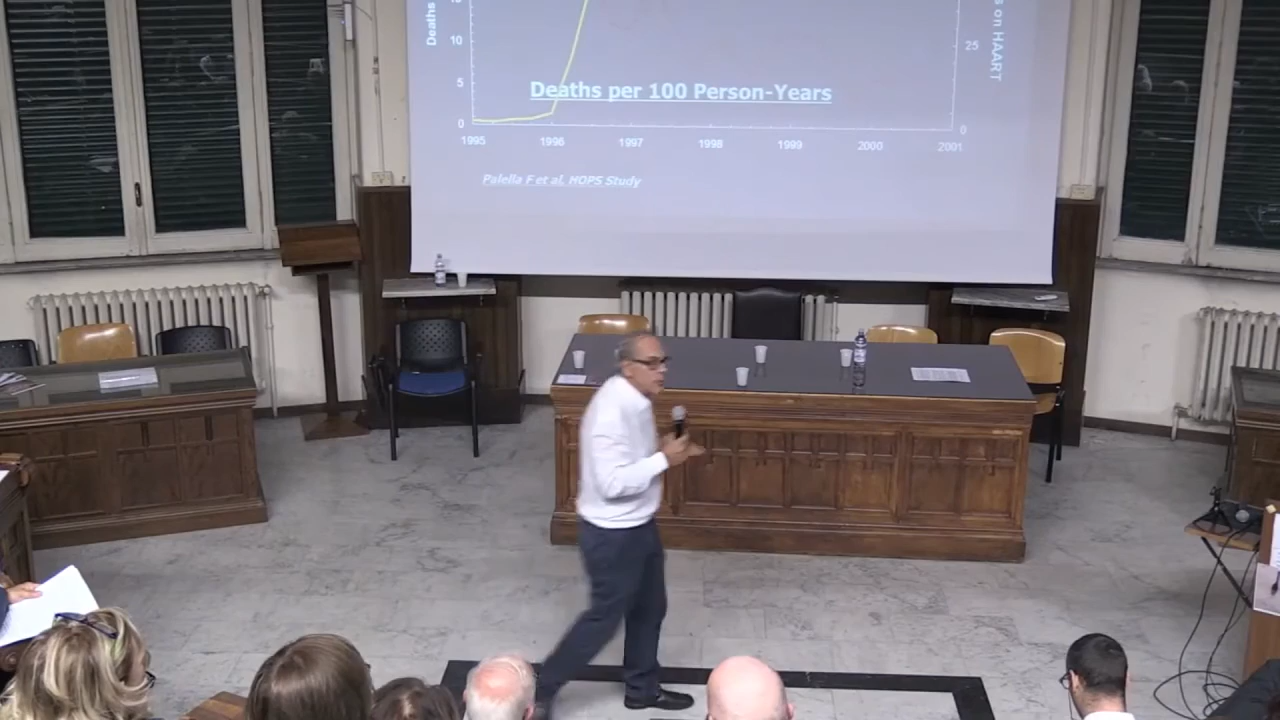 Deaths
on HAART
10
25
5
Deaths per 100 Person-Years
0
0
1995 1996 1997 1998 1999 2000 2001
Palella F et al, HOPS Study